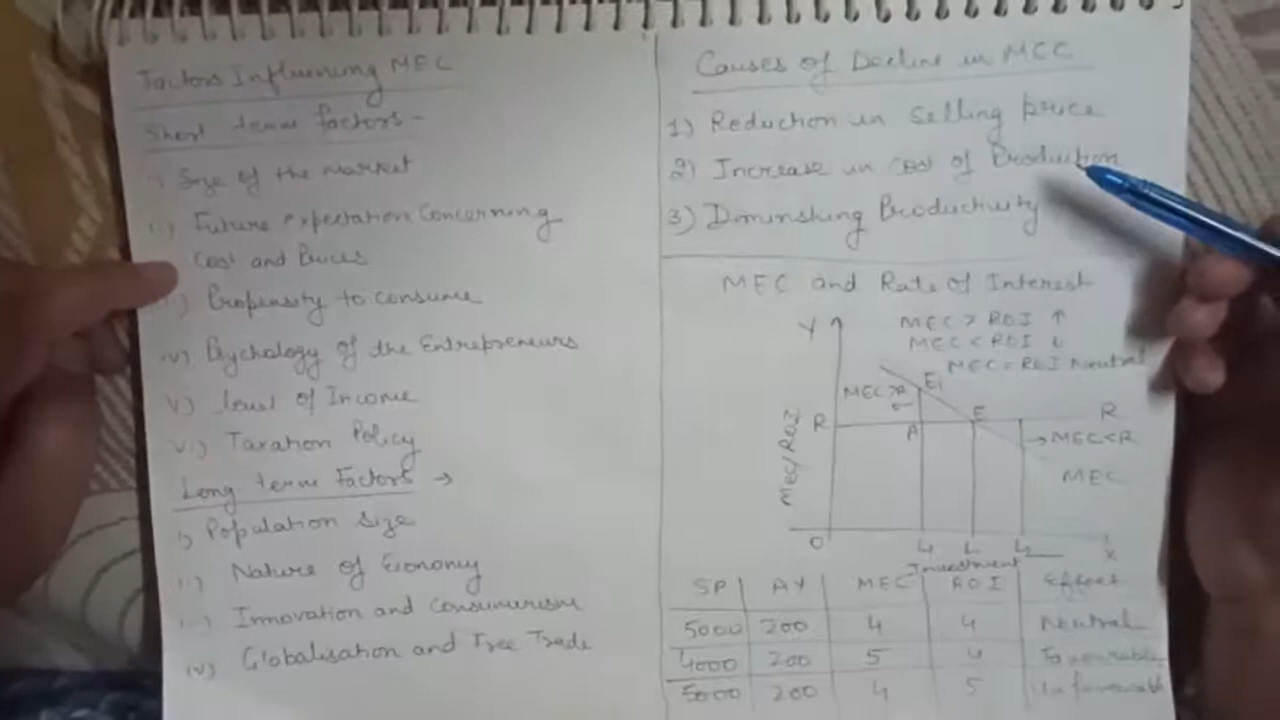 Factors Influencing MEC
Short term factors -
i) Size of the market
ii) Future expectation Concerning
Cost and Prices
) Propensity to consume
iv) Psychology of the Entrepreneurs
v) Level of Income
vi) Taxation Policy
Long term Factors →
i) Population size
ii) Nature of Economy
Innovation and Consumerism
iv) Globalisation and Free Trade
Causes of Decline in MEC
1) Reduction in Selling price
2) Increase in Cost of Production
3) Diminshing Productivity
MEC and Rate of Interest
MEC > ROI ↑
MEC < ROI ↓
MEC = ROI Neutral
Y
MEC>R
E1
MEC/ROI
R
A
E
R
→ MEC<R
MEC
O
L
X
Investment
SP AY MEC ROI Effect
5000 200 4 4 Neutral
4000 200 5 4 Favourable
5000 200 4 5 Unfavourable